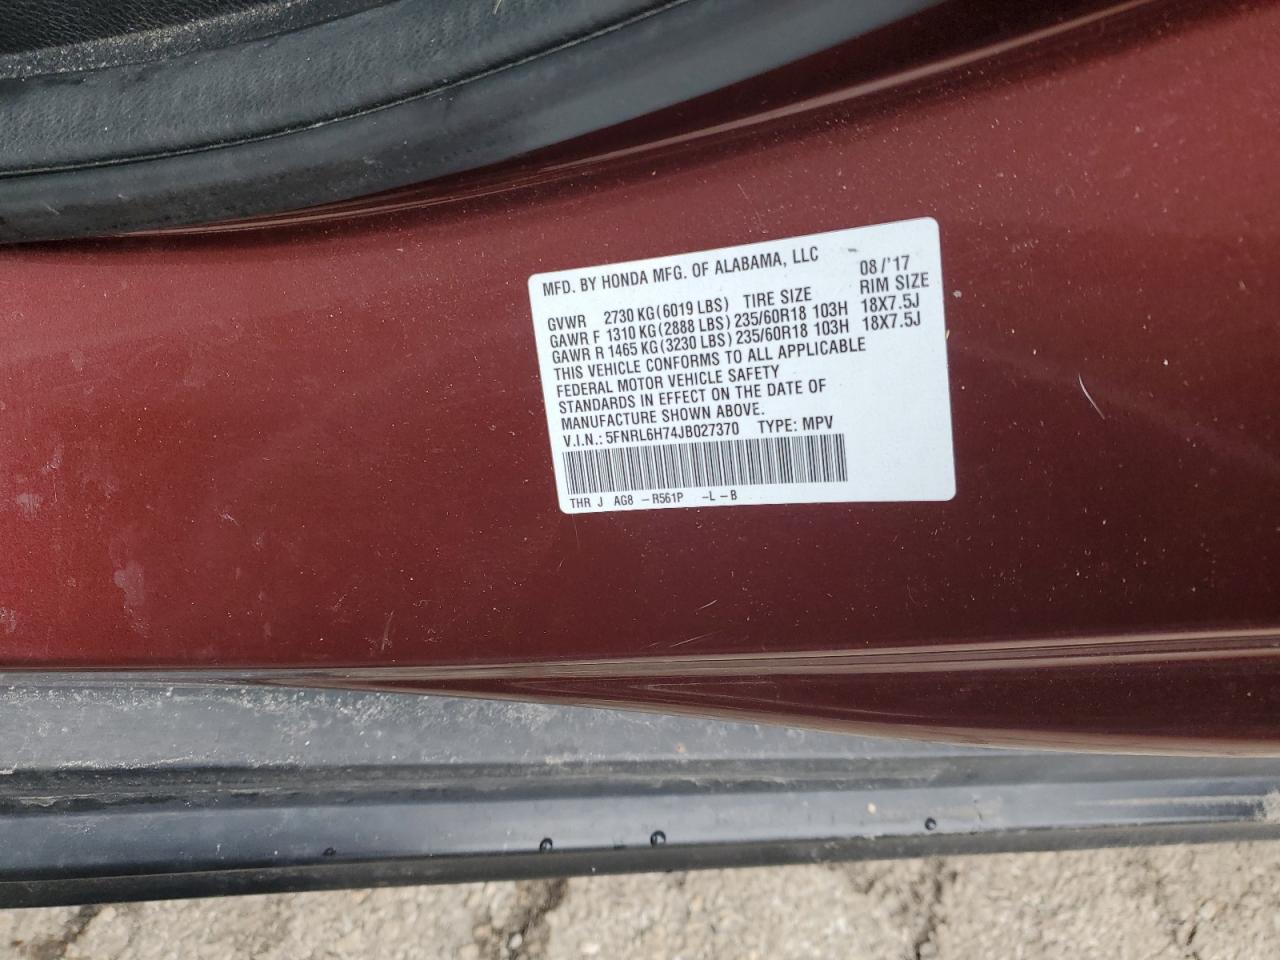 MFD. BY HONDA MFG. OF ALABAMA, LLC 08/'17
GVWR 2730 KG(6019 LBS) TIRE SIZE RIM SIZE
GAWR F 1310 KG(2888 LBS) 235/60R18 103H 18X7.5J
GAWR R 1465 KG(3230 LBS) 235/60R18 103H 18X7.5J
THIS VEHICLE CONFORMS TO ALL APPLICABLE
FEDERAL MOTOR VEHICLE SAFETY
STANDARDS IN EFFECT ON THE DATE OF
MANUFACTURE SHOWN ABOVE.
V.I.N.: 5FNRL6H74JB027370 TYPE: MPV
THR J AG8 -R561P -L-B